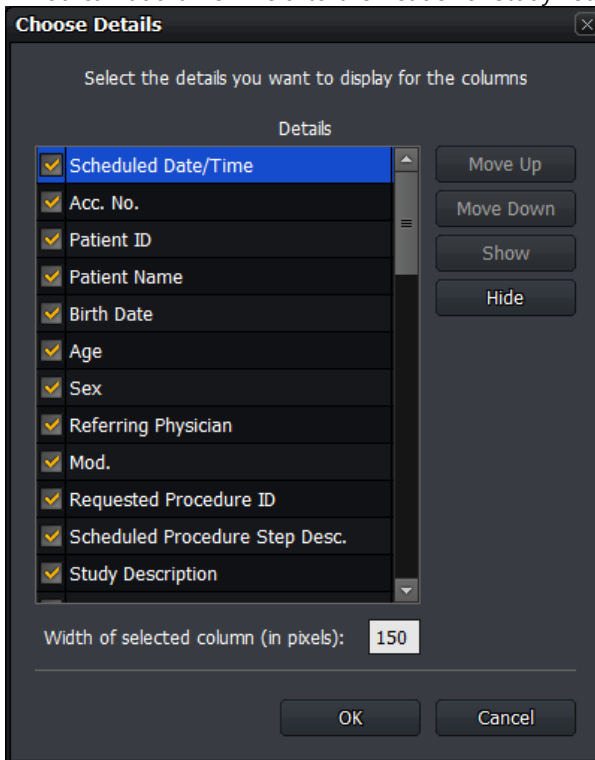 Choose Details
Select the details you want to display for the columns
Details
Scheduled Date/Time
Acc. No.
Patient ID
Patient Name
Birth Date
Age
Sex
Referring Physician
Mod.
Requested Procedure ID
Scheduled Procedure Step Desc.
Study Description
Move Up
Move Down
Show
Hide
Width of selected column (in pixels): 150
OK
Cancel